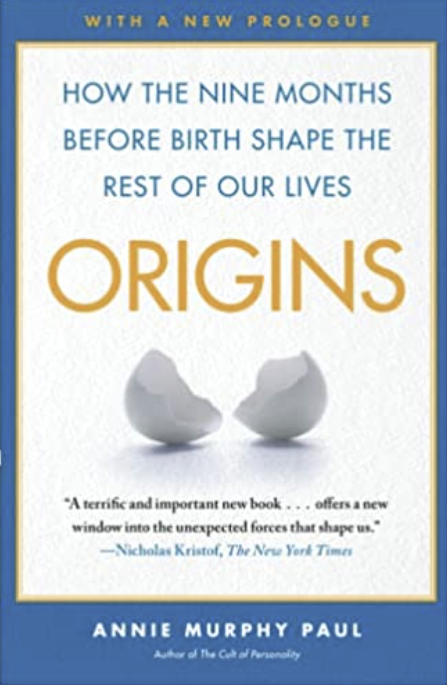 WITH A NEW PROLOGUE
HOW THE NINE MONTHS
BEFORE BIRTH SHAPE THE
REST OF OUR LIVES
ORIGINS
“A terrific and important new book . . . offers a new
window into the unexpected forces that shape us.”
—Nicholas Kristof, The New York Times
ANNIE MURPHY PAUL
Author of The Cult of Personality